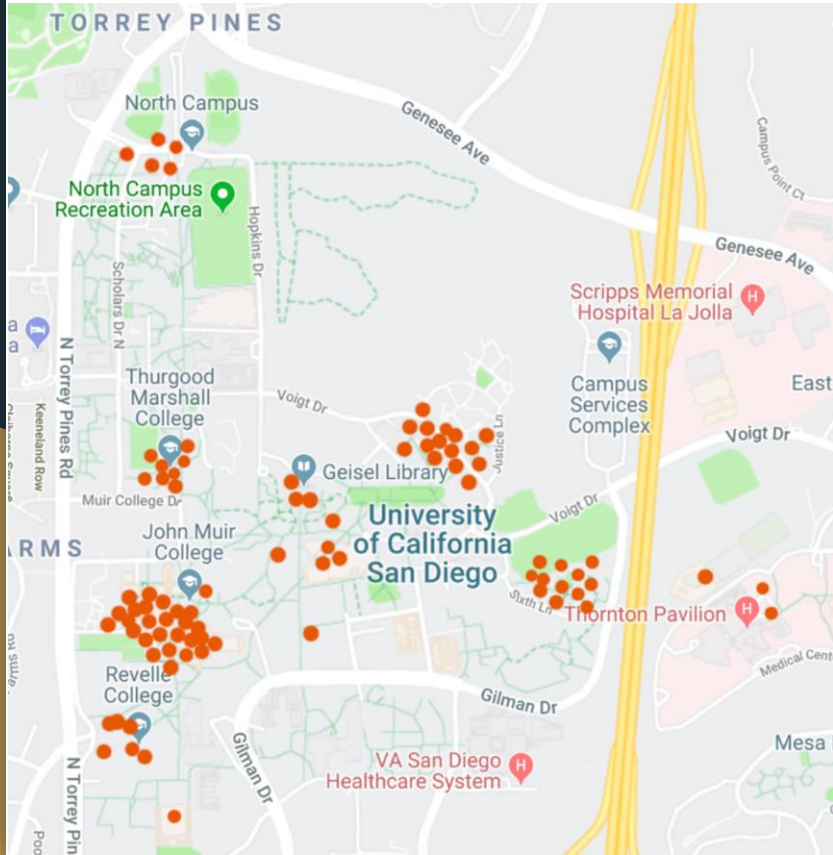 TORREY PINES
North Campus
Genesee Ave
Campus Point Ct
North Campus
Recreation Area
Hopkins Dr
Genesee Ave
Scripps Memorial
Hospital La Jolla
Scholars Dr N
a
a
N Torrey Pines Rd
Thurgood
Marshall
College
Campus
Services
Complex
East
Keeneland Row
Voigt Dr
Justice Ln
Voigt Dr
Geisel Library
Muir College Dr
Voigt Dr
University
of California
San Diego
John Muir
College
ARMS
Sixth Ln
Thornton Pavilion
Revelle
College
Medical Cent
Gilman Dr
Gilman Dr
Mesa
VA San Diego
Healthcare System
N Torrey Pin
Poo